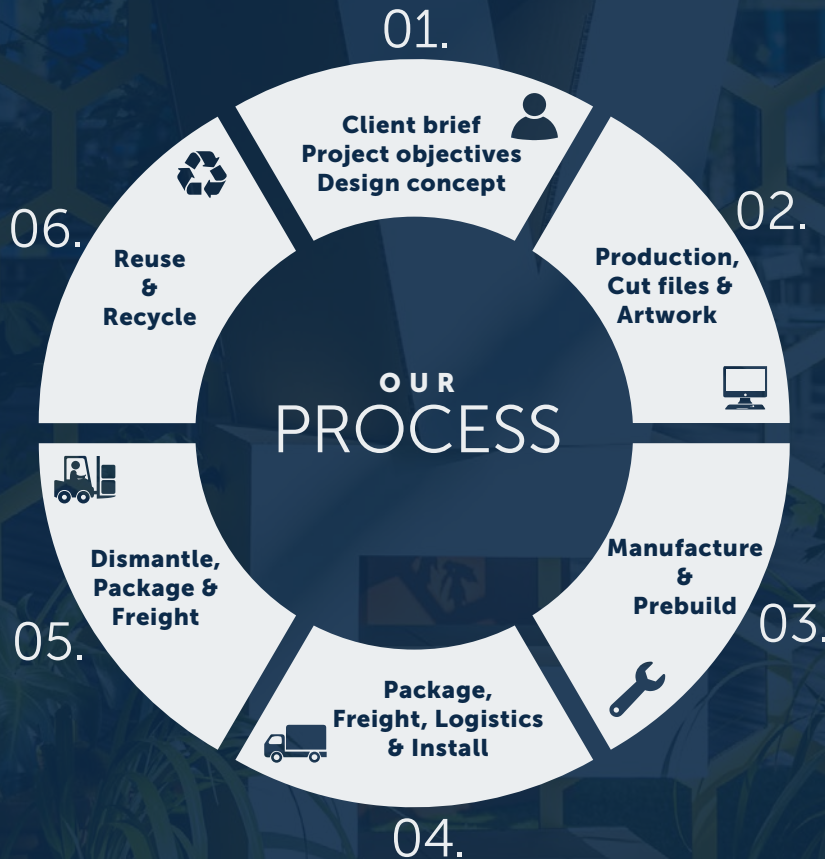 OUR
PROCESS
01.
Client brief
Project objectives
Design concept
02.
Production,
Cut files &
Artwork
03.
Manufacture
&
Prebuild
04.
Package,
Freight, Logistics
& Install
05.
Dismantle,
Package &
Freight
06.
Reuse
&
Recycle